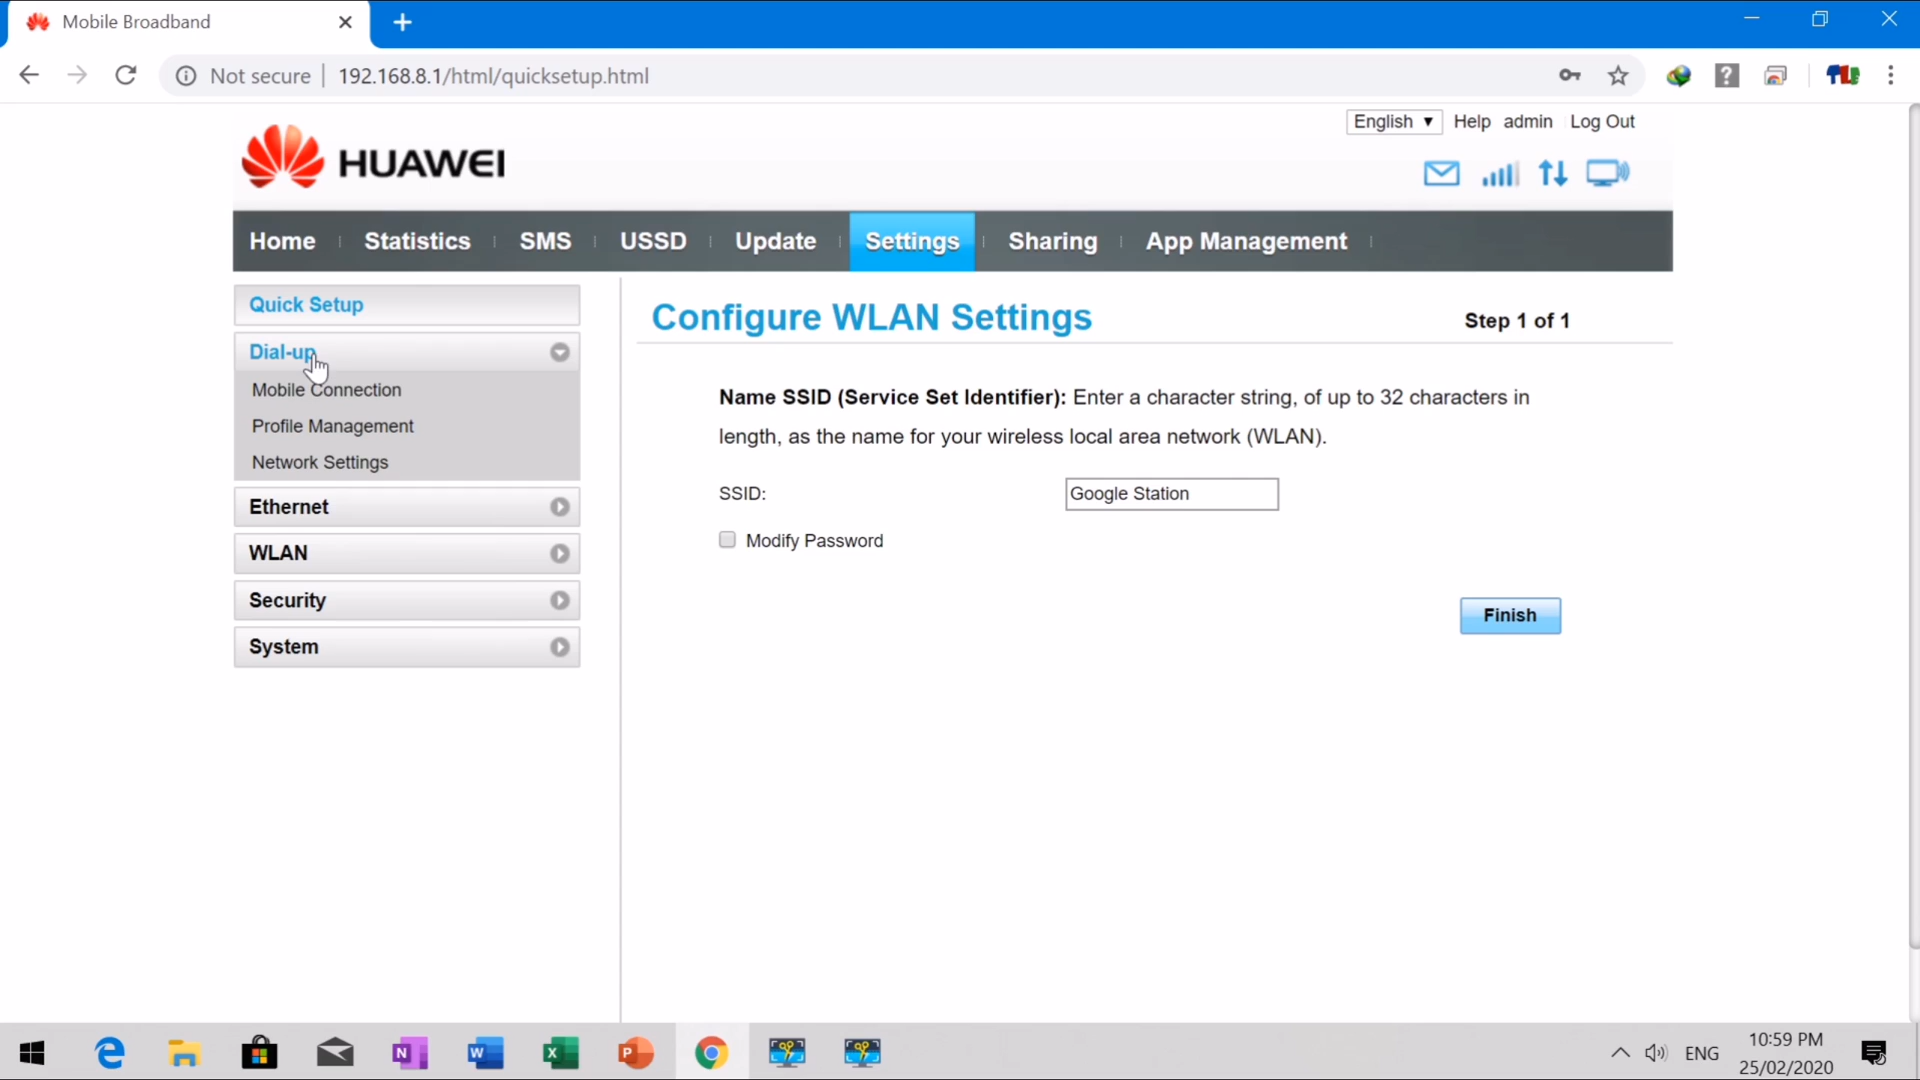 Mobile Broadband
Not secure
192.168.8.1/html/quicksetup.html
English
Help
admin
Log Out
HUAWEI
Home
Statistics
SMS
USSD
Update
Settings
Sharing
App Management
Quick Setup
Dial-up
Mobile Connection
Profile Management
Network Settings
Ethernet
WLAN
Security
System
Configure WLAN Settings
Step 1 of 1
Name SSID (Service Set Identifier): Enter a character string, of up to 32 characters in
length, as the name for your wireless local area network (WLAN).
SSID:
Google Station
Modify Password
Finish
ENG
10:59 PM
25/02/2020